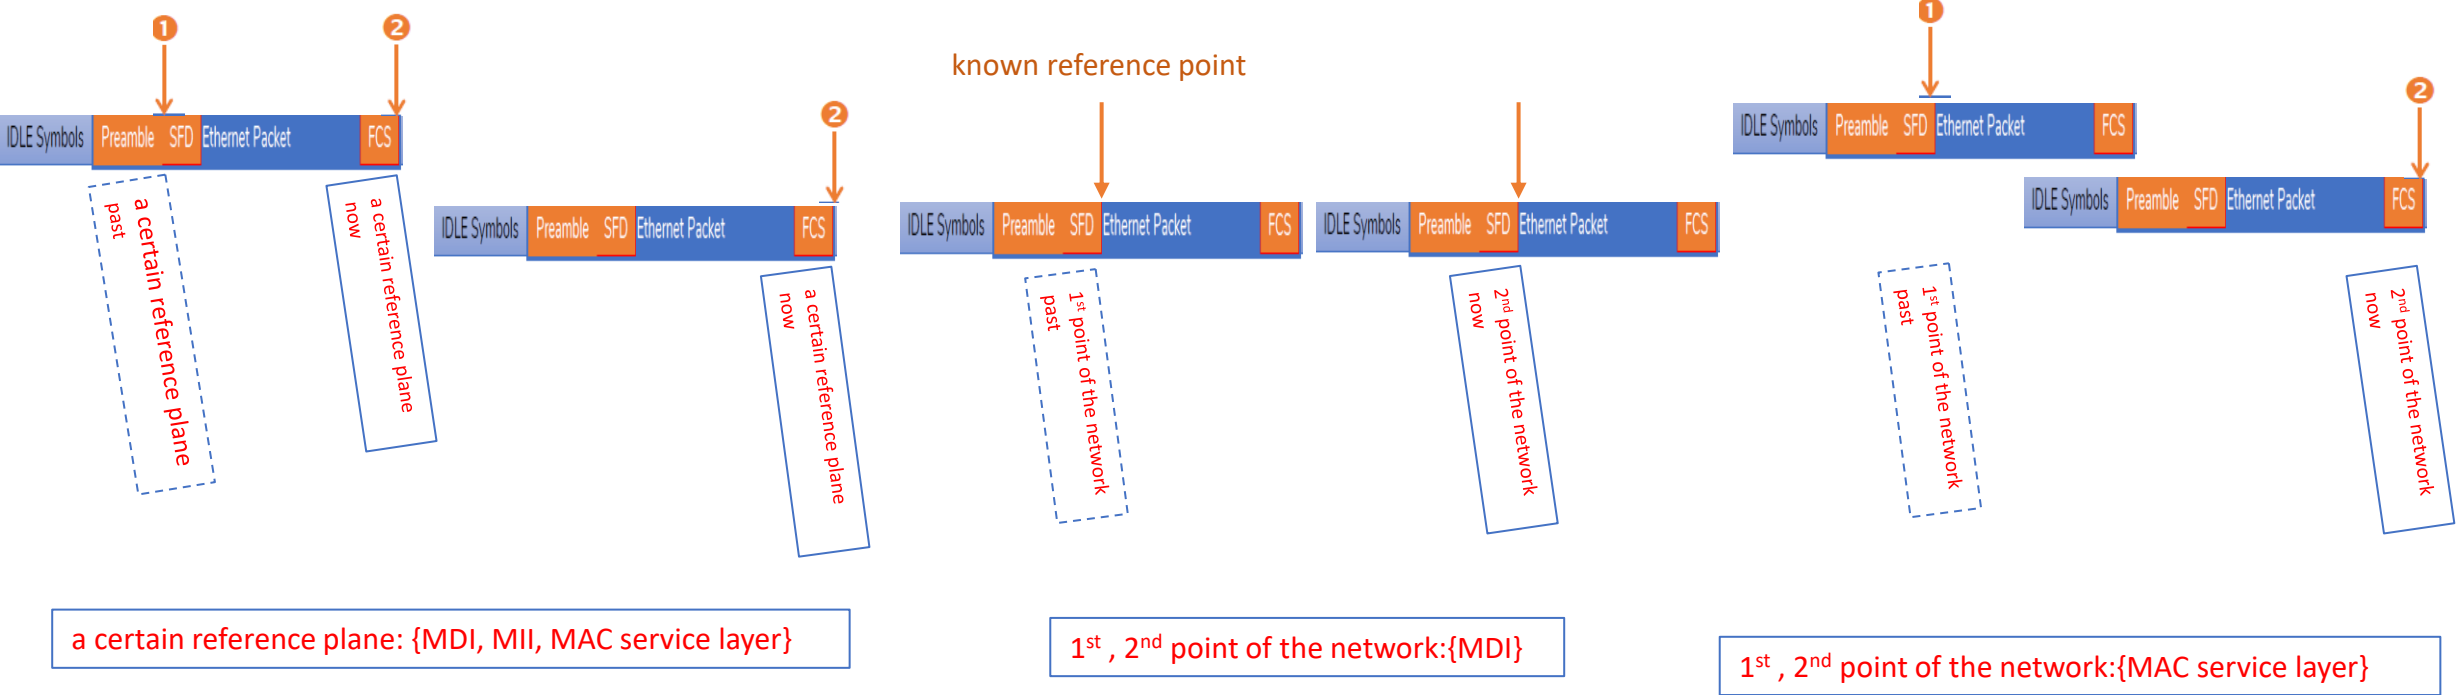 1
2
IDLE Symbols Preamble SFD Ethernet Packet FCS
a certain reference plane
past
a certain reference plane
now
2
IDLE Symbols Preamble SFD Ethernet Packet FCS
a certain reference plane
now
a certain reference plane: {MDI, MII, MAC service layer}
known reference point
IDLE Symbols Preamble SFD Ethernet Packet FCS
1st point of the network
past
IDLE Symbols Preamble SFD Ethernet Packet FCS
2nd point of the network
now
1st , 2nd point of the network:{MDI}
1
IDLE Symbols Preamble SFD Ethernet Packet FCS
1st point of the network
past
2
IDLE Symbols Preamble SFD Ethernet Packet FCS
2nd point of the network
now
1st , 2nd point of the network:{MAC service layer}